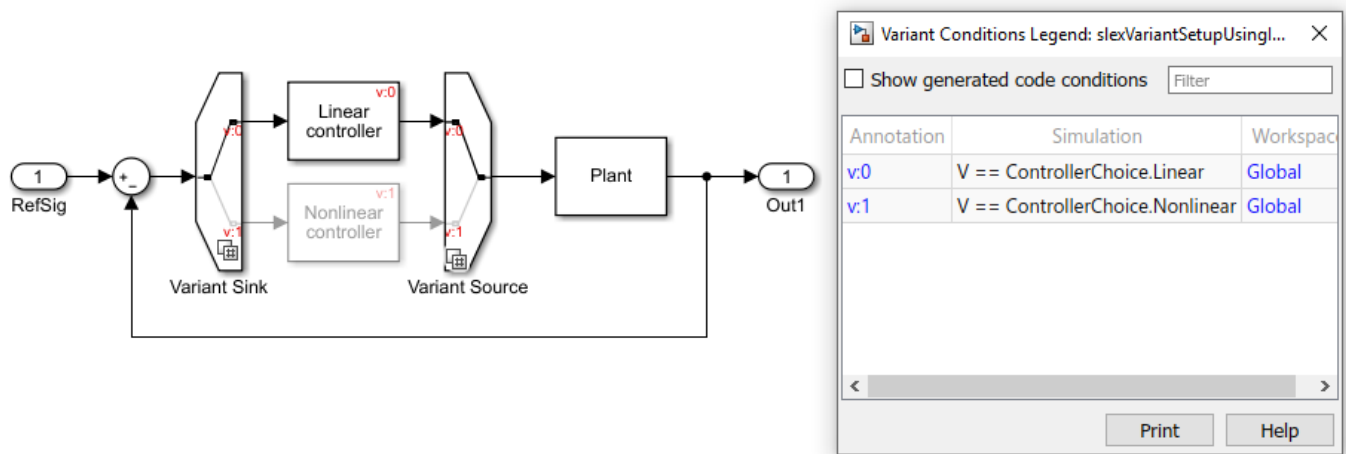 1
RefSig
+
−
v:0
v:1
Variant Sink
v:0
Linear
controller
v:1
Nonlinear
controller
v:0
v:1
Variant Source
Plant
1
Out1
Variant Conditions Legend: slexVariantSetupUsingI...
Show generated code conditions
Filter
Annotation Simulation Workspac
v:0 V == ControllerChoice.Linear Global
v:1 V == ControllerChoice.Nonlinear Global
Print Help